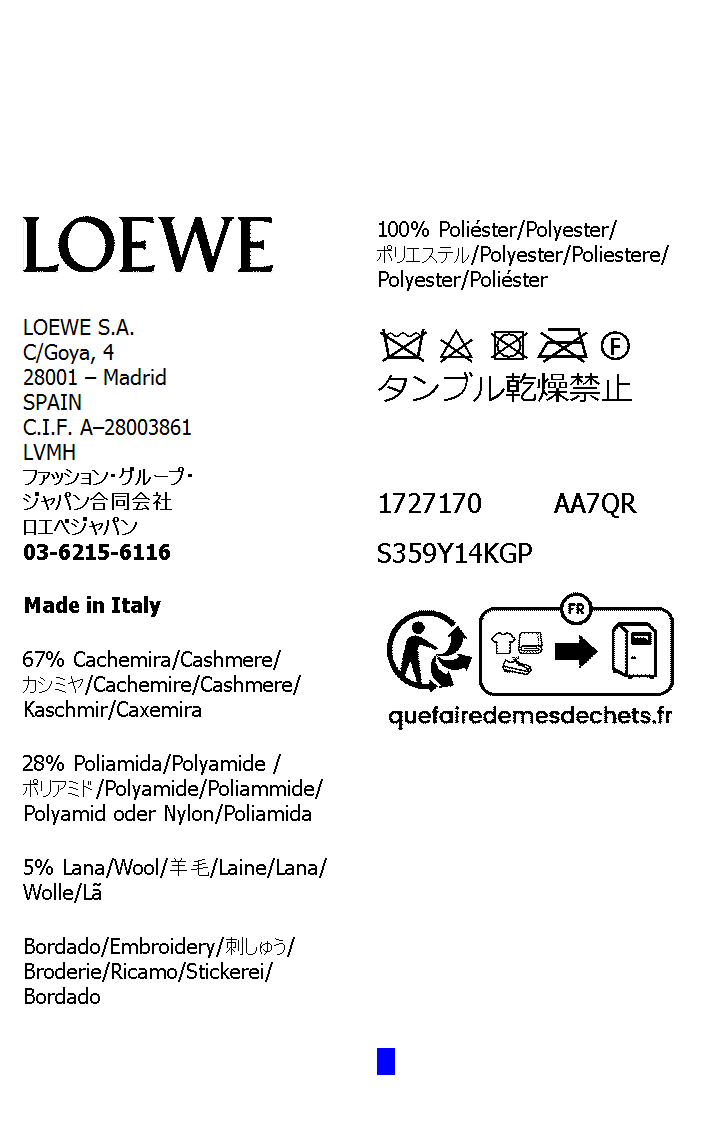 LOEWE
LOEWE S.A.
C/Goya, 4
28001 – Madrid
SPAIN
C.I.F. A–28003861
LVMH
ファッション・グループ・
ジャパン合同会社
ロエベジャパン
03-6215-6116
Made in Italy
67% Cachemira/Cashmere/
カシミヤ/Cachemire/Cashmere/
Kaschmir/Caxemira
28% Poliamida/Polyamide /
ポリアミド/Polyamide/Poliammide/
Polyamid oder Nylon/Poliamida
5% Lana/Wool/羊毛/Laine/Lana/
Wolle/Lã
Bordado/Embroidery/刺しゅう/
Broderie/Ricamo/Stickerei/
Bordado
100% Poliéster/Polyester/
ポリエステル/Polyester/Poliestere/
Polyester/Poliéster
F
タンブル乾燥禁止
1727170 AA7QR
S359Y14KGP
FR
quefairedemesdechets.fr